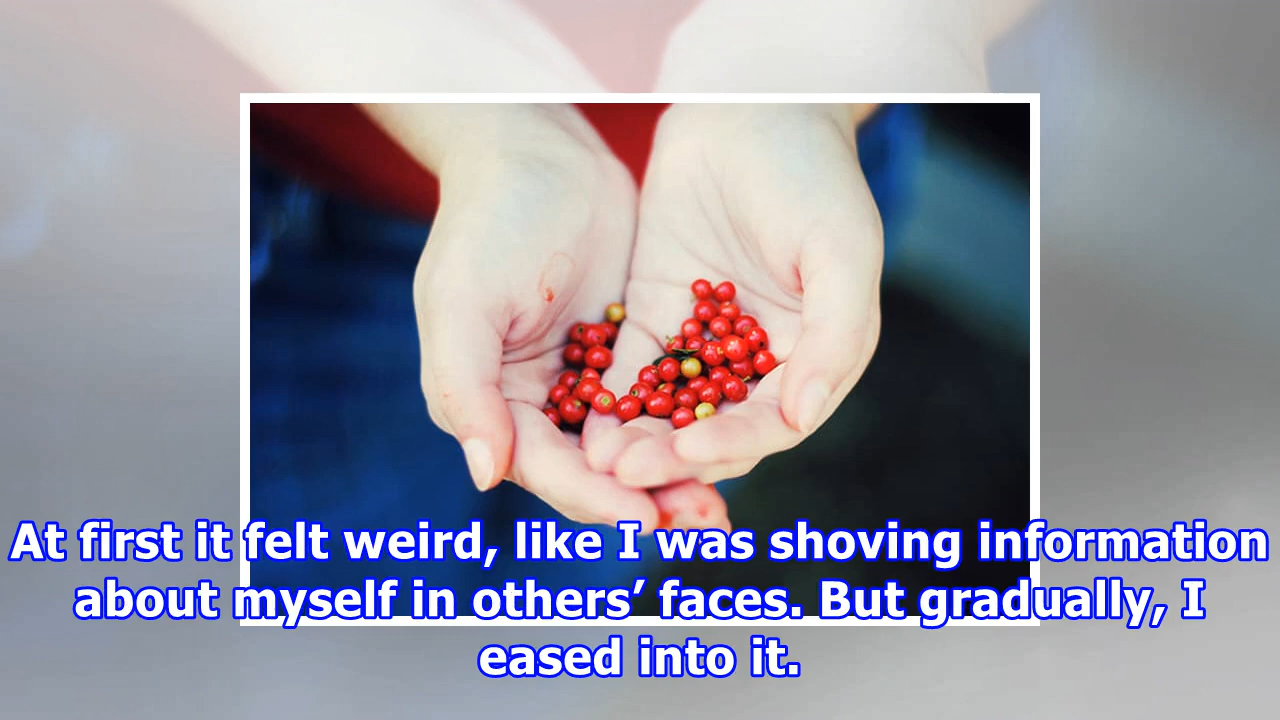 At first it felt weird, like I was shoving information
about myself in others’ faces. But gradually, I
eased into it.